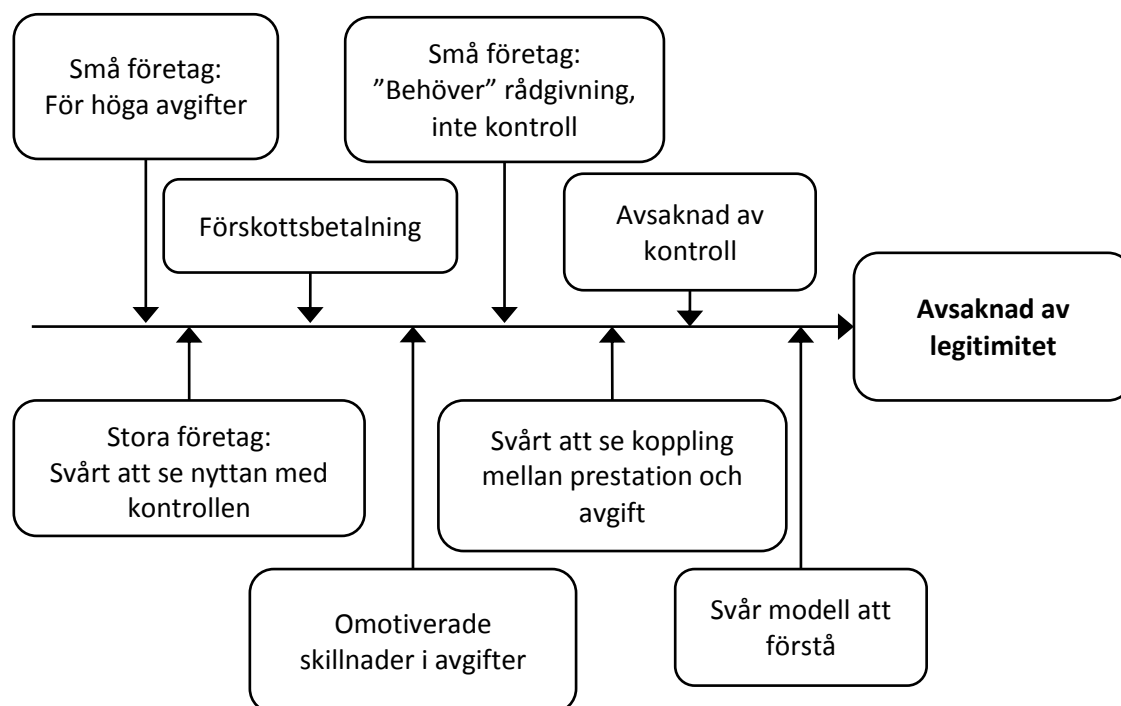 Små företag:
För höga avgifter
Små företag:
”Behöver” rådgivning,
inte kontroll
Förskottsbetalning
Avsaknad av
kontroll
Avsaknad av
legitimitet
Stora företag:
Svårt att se nyttan med
kontrollen
Svårt att se koppling
mellan prestation och
avgift
Omotiverade
skillnader i avgifter
Svår modell att
förstå